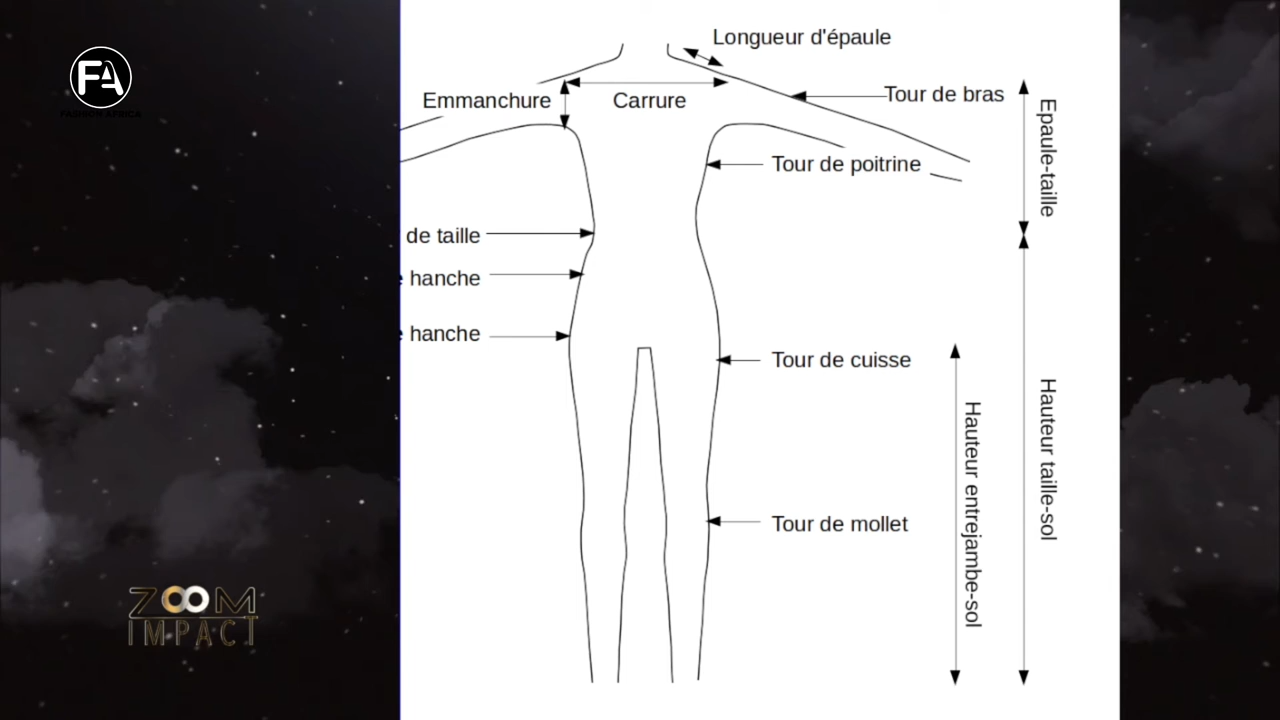 FA
FASHION AFRICA
Longueur d'épaule
Emmanchure
Carrure
Tour de bras
Epaule-taille
Tour de poitrine
de taille
hanche
hanche
Tour de cuisse
Hauteur taille-sol
Hauteur entrejambe-sol
Tour de mollet
ZOOM
IMPACT